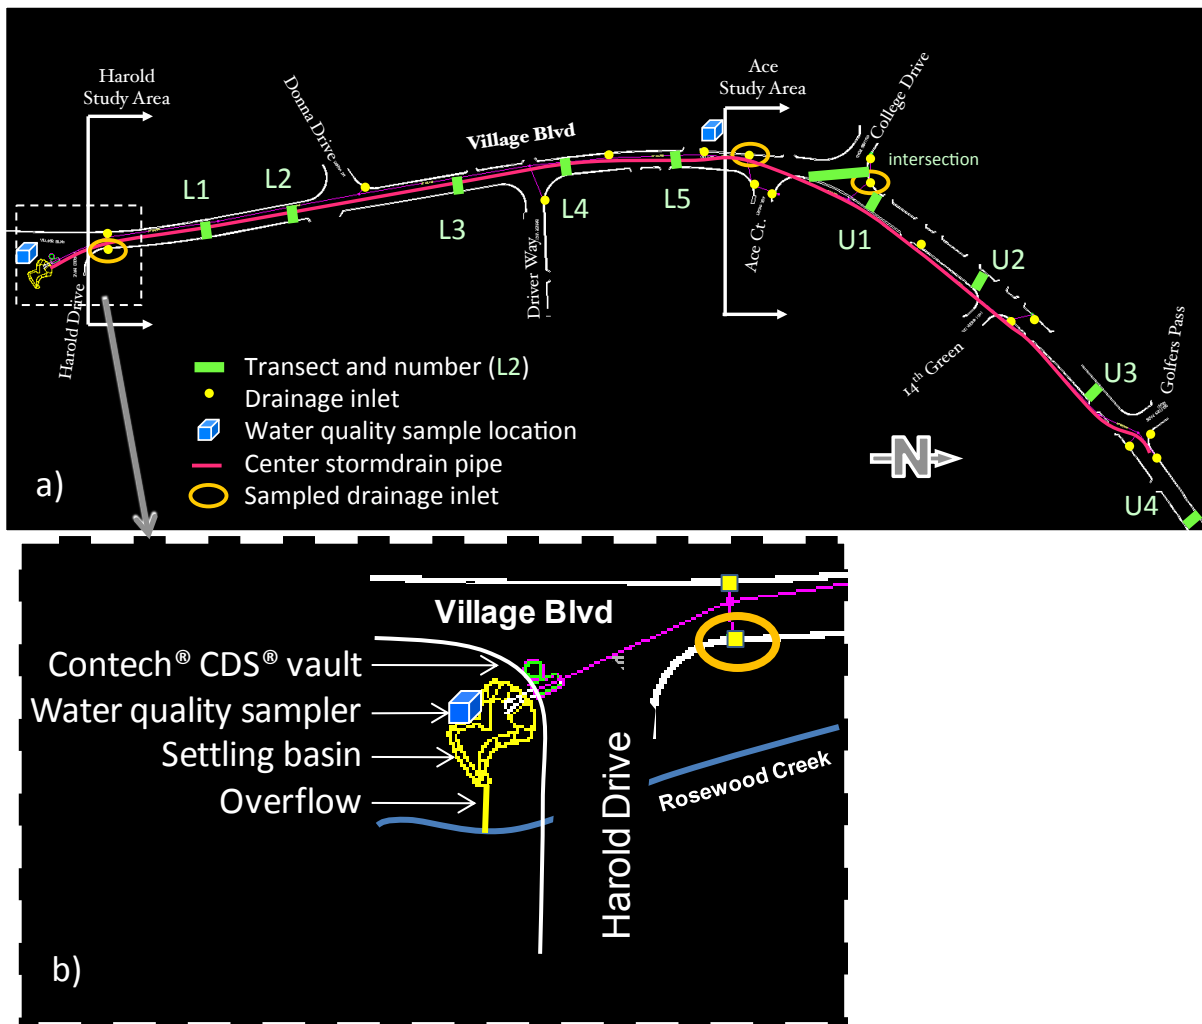 Harold
Study Area
Donna Drive
Village Blvd
Ace
Study Area
College Drive
intersection
L1
L2
L3
L4
L5
U1
U2
U3
U4
Harold Drive
Driver Way
Ace Ct.
14th Green
Golfers Pass
Transect and number (L2)
Drainage inlet
Water quality sample location
Center stormdrain pipe
Sampled drainage inlet
N
a)
Village Blvd
Contech® CDS® vault
Water quality sampler
Settling basin
Overflow
Harold Drive
Rosewood Creek
b)